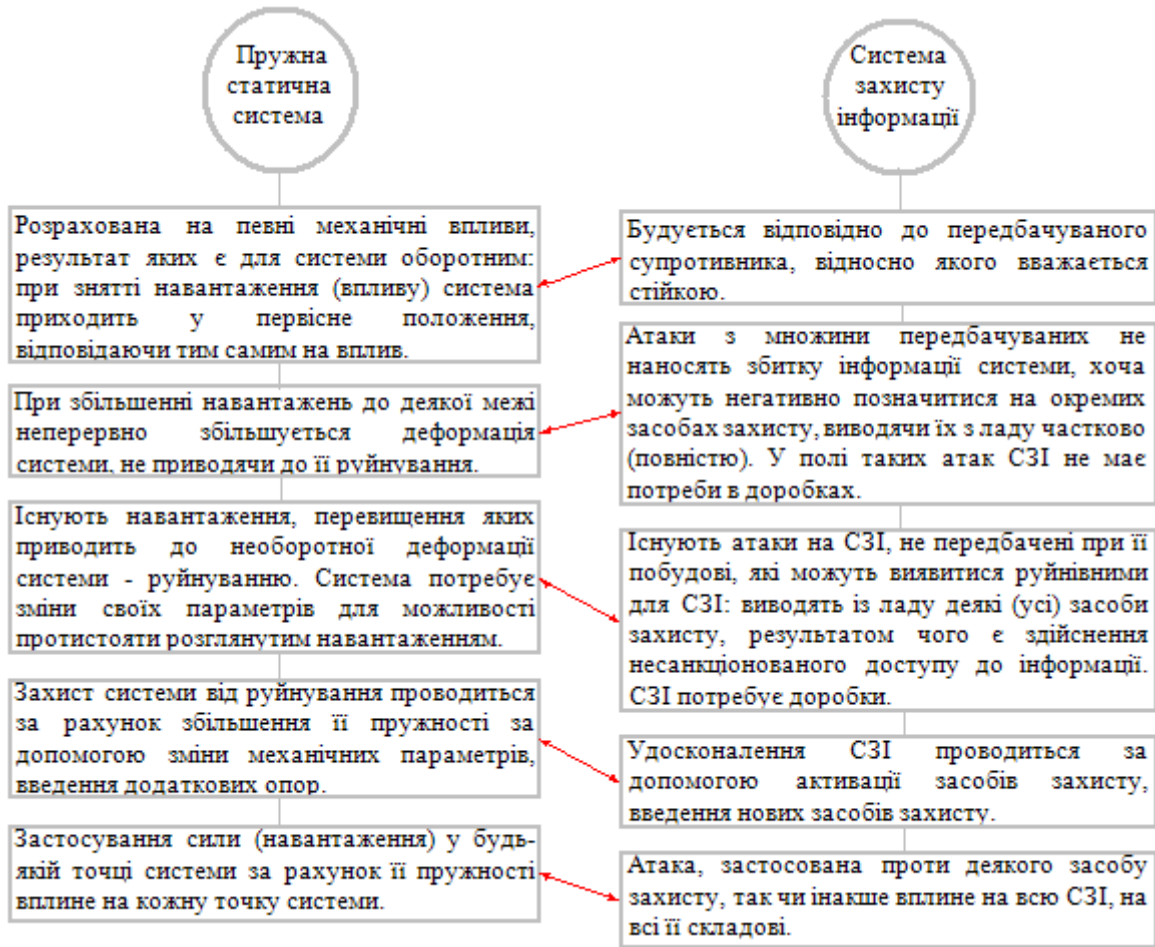 Пружна
статична
система
Розрахована на певні механічні впливи,
результат яких є для системи оборотним:
при знятті навантаження (впливу) система
приходить у первісне положення,
відповідаючи тим самим на вплив.
При збільшенні навантажень до деякої межі
неперервно збільшується деформація
системи, не приводячи до її руйнування.
Існують навантаження, перевищення яких
приводить до необоротної деформації
системи - руйнуванню. Система потребує
зміни своїх параметрів для можливості
протистояти розглянутим навантаженням.
Захист системи від руйнування проводиться
за рахунок збільшення її пружності за
допомогою зміни механічних параметрів,
введення додаткових опор.
Застосування сили (навантаження) у будь-
якій точці системи за рахунок її пружності
вплине на кожну точку системи.
Система
захисту
інформації
Будується відповідно до передбачуваного
супротивника, відносно якого вважається
стійкою.
Атаки з множини передбачуваних не
наносять збитку інформації системи, хоча
можуть негативно позначитися на окремих
засобах захисту, виводячи їх з ладу частково
(повністю). У полі таких атак СЗІ не має
потреби в доробках.
Існують атаки на СЗІ, не передбачені при її
побудові, які можуть виявитися руйнівними
для СЗІ: виводять із ладу деякі (усі) засоби
захисту, результатом чого є здійснення
несанкціонованого доступу до інформації.
СЗІ потребує доробки.
Удосконалення СЗІ проводиться за
допомогою активації засобів захисту,
введення нових засобів захисту.
Атака, застосована проти деякого засобу
захисту, так чи інакше вплине на всю СЗІ, на
всі її складові.